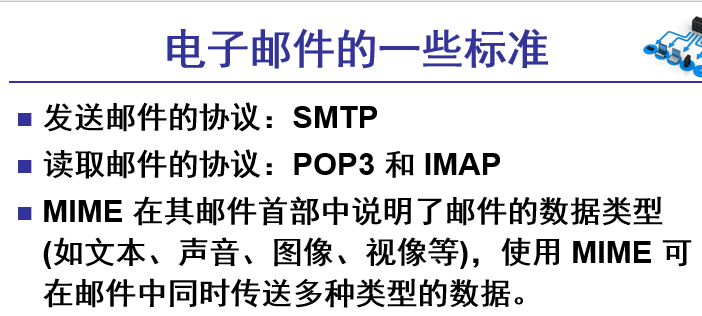 电子邮件的一些标准
发送邮件的协议：SMTP
读取邮件的协议：POP3 和 IMAP
MIME 在其邮件首部中说明了邮件的数据类型
(如文本、声音、图像、视像等)，使用 MIME 可
在邮件中同时传送多种类型的数据。